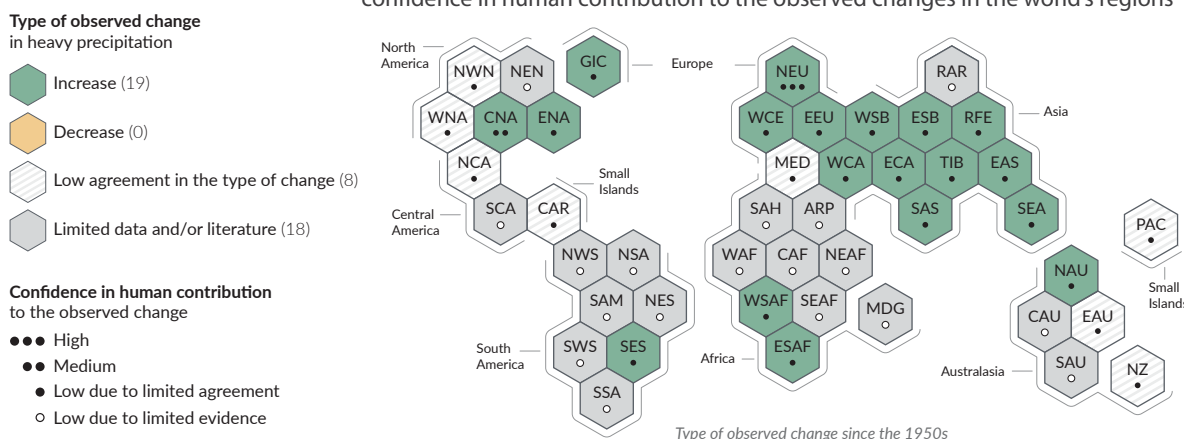 confidence in human contribution to the observed changes in the world's regions
Type of observed change
in heavy precipitation
Increase (19)
Decrease (0)
Low agreement in the type of change (8)
Limited data and/or literature (18)
Confidence in human contribution
to the observed change
●●● High
●● Medium
● Low due to limited agreement
○ Low due to limited evidence
North
America
NWN NEN GIC
WNA CNA ENA
NCA
Small
Islands
Central
America
SCA CAR
NWS NSA
SAM NES
South
America
SWS SES
SSA
Europe
NEU RAR
WCE EEU WSB ESB RFE
Asia
MED WCA ECA TIB EAS
SAH ARP SAS SEA
WAF CAF NEAF
WSAF SEAF MDG
Africa
ESAF
PAC
Small
Islands
NAU
CAU EAU
Australasia
SAU NZ
Type of observed change since the 1950s